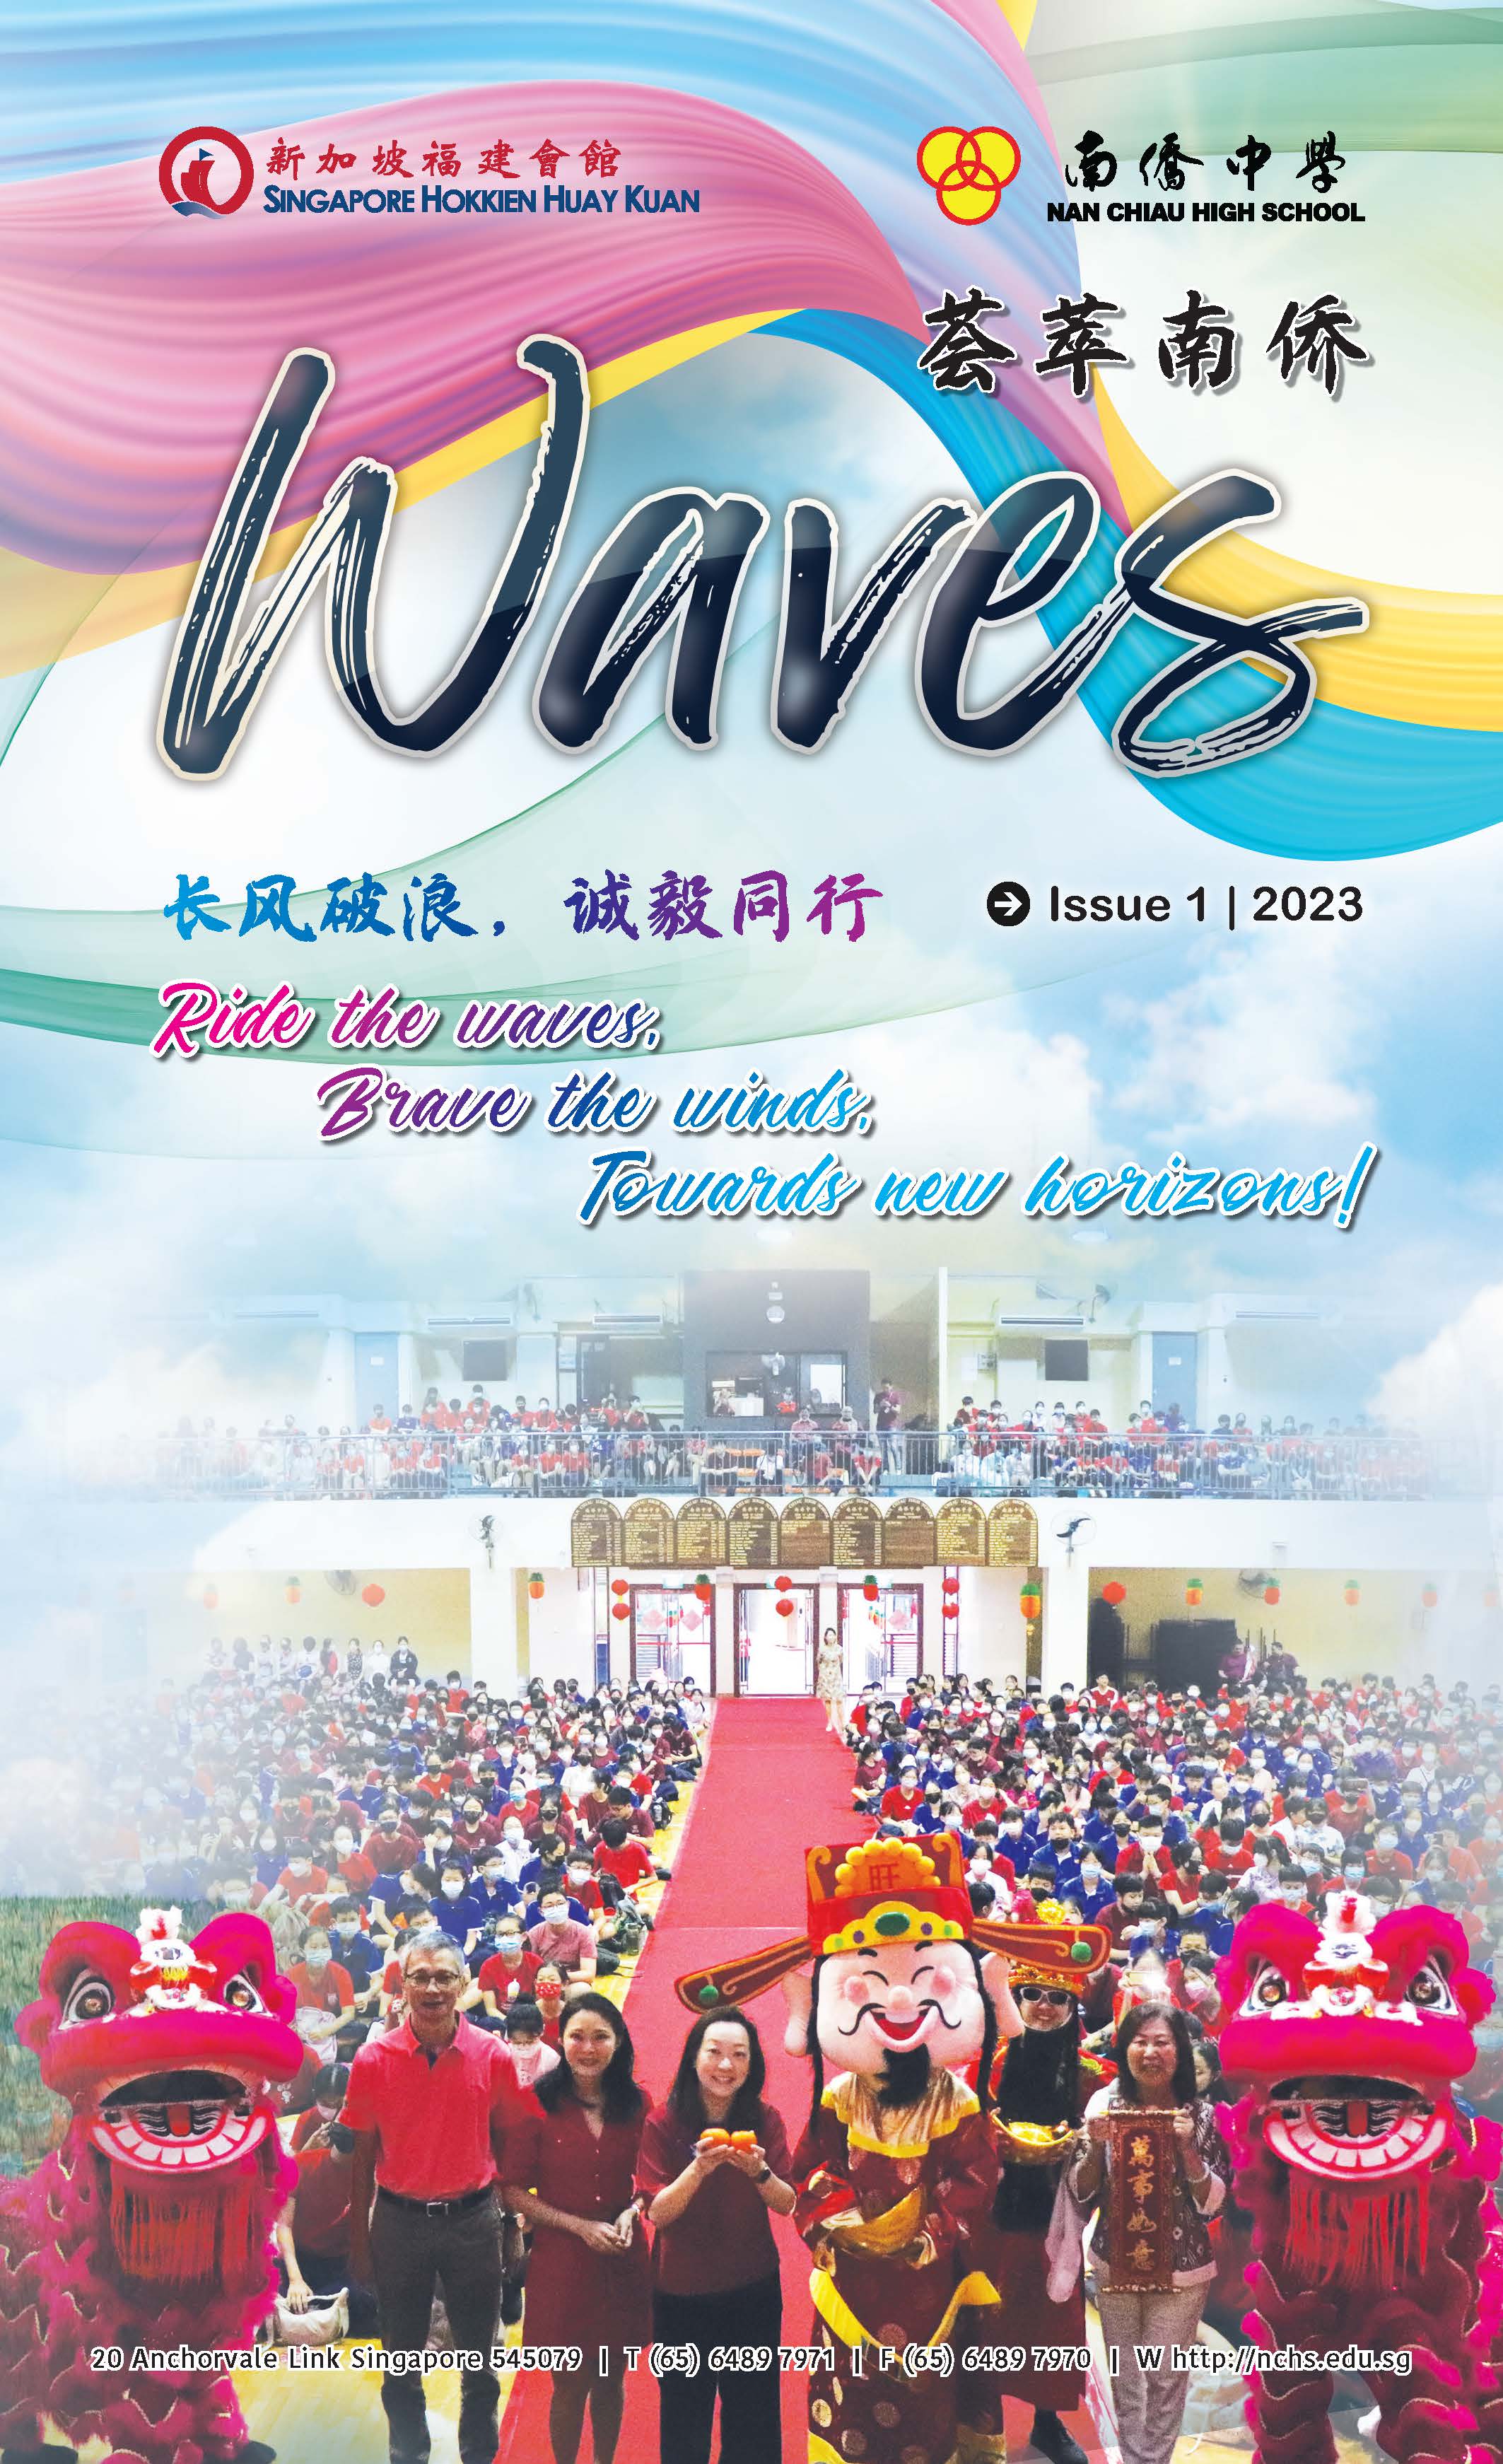 新加坡福建會館
SINGAPORE HOKKIEN HUAY KUAN
南僑中學
NAN CHIAU HIGH SCHOOL
荟萃南侨
Waves
长风破浪，诚毅同行
Issue 1 | 2023
Ride the waves,
Brave the winds,
Towards new horizons!
旺
萬事如意
20 Anchorvale Link Singapore 545079 | T (65) 6489 7971 | F (65) 6489 7970 | W http://nchs.edu.sg